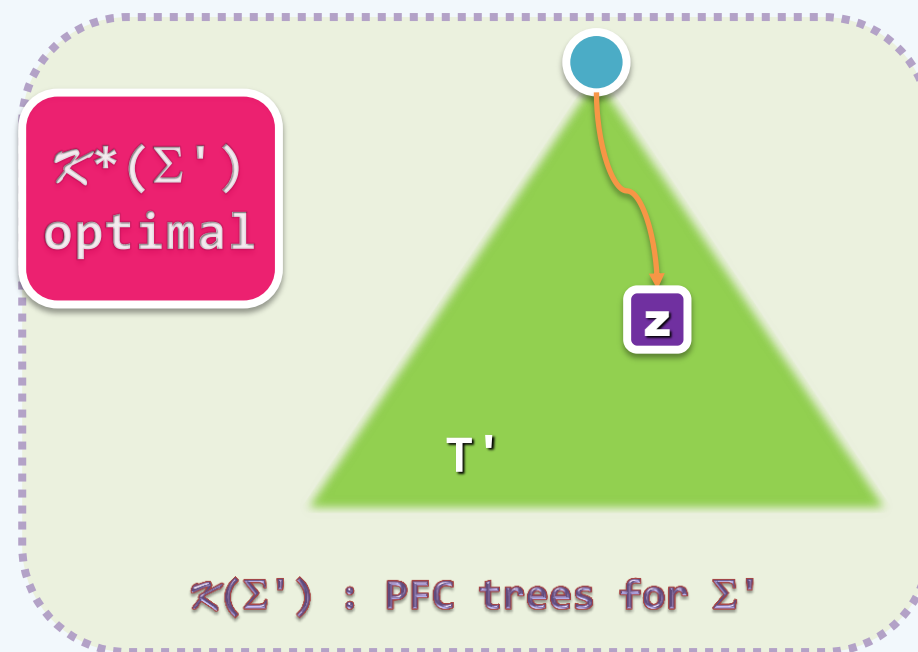 𝒦*(Σ')
optimal
z
T'
𝒦(Σ') : PFC trees for Σ'